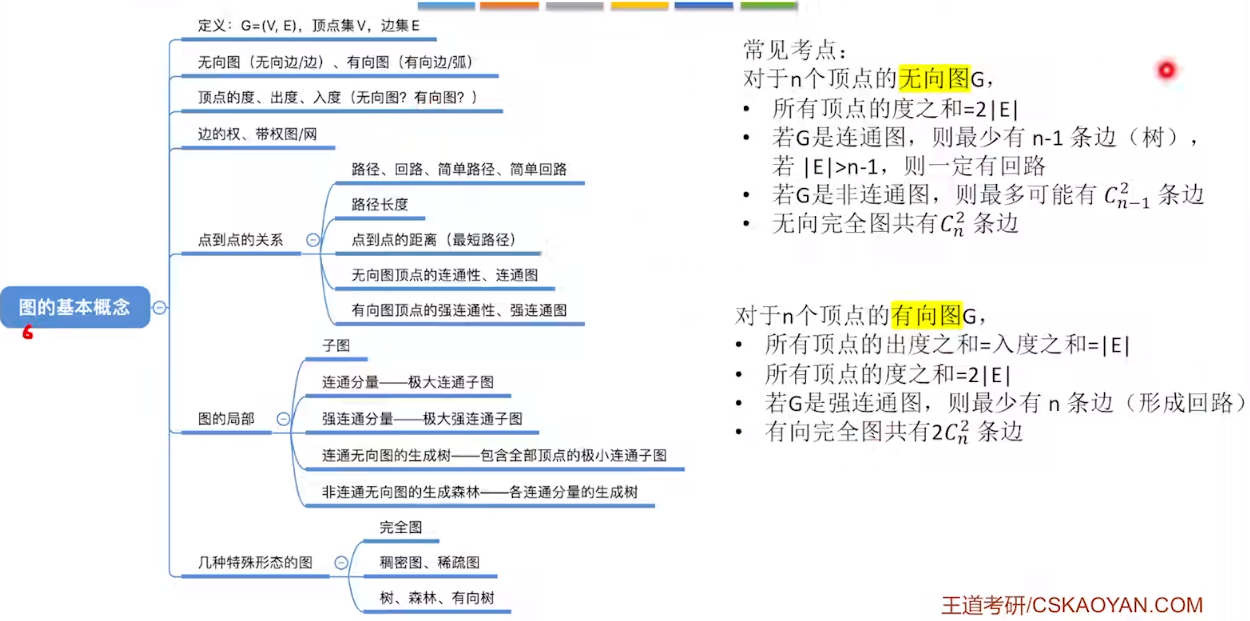 定义：G=(V, E)，顶点集V，边集E
无向图（无向边/边）、有向图（有向边/弧）
顶点的度、出度、入度（无向图？有向图？）
边的权、带权图/网
路径、回路、简单路径、简单回路
路径长度
点到点的关系
点到点的距离（最短路径）
无向图顶点的连通性、连通图
有向图顶点的强连通性、强连通图
图的基本概念
6
子图
连通分量——极大连通子图
图的局部
强连通分量——极大强连通子图
连通无向图的生成树——包含全部顶点的极小连通子图
非连通无向图的生成森林——各连通分量的生成树
完全图
几种特殊形态的图
稠密图、稀疏图
树、森林、有向树
常见考点：
对于n个顶点的无向图G，
• 所有顶点的度之和=2|E|
• 若G是连通图，则最少有 n-1 条边（树），
若 |E|>n-1，则一定有回路
• 若G是非连通图，则最多可能有 $C_{n-1}^2$ 条边
• 无向完全图共有$C_n^2$ 条边
对于n个顶点的有向图G，
• 所有顶点的出度之和=入度之和=|E|
• 所有顶点的度之和=2|E|
• 若G是强连通图，则最少有 n 条边（形成回路）
• 有向完全图共有$2C_n^2$ 条边
王道考研/CSKAOYAN.COM